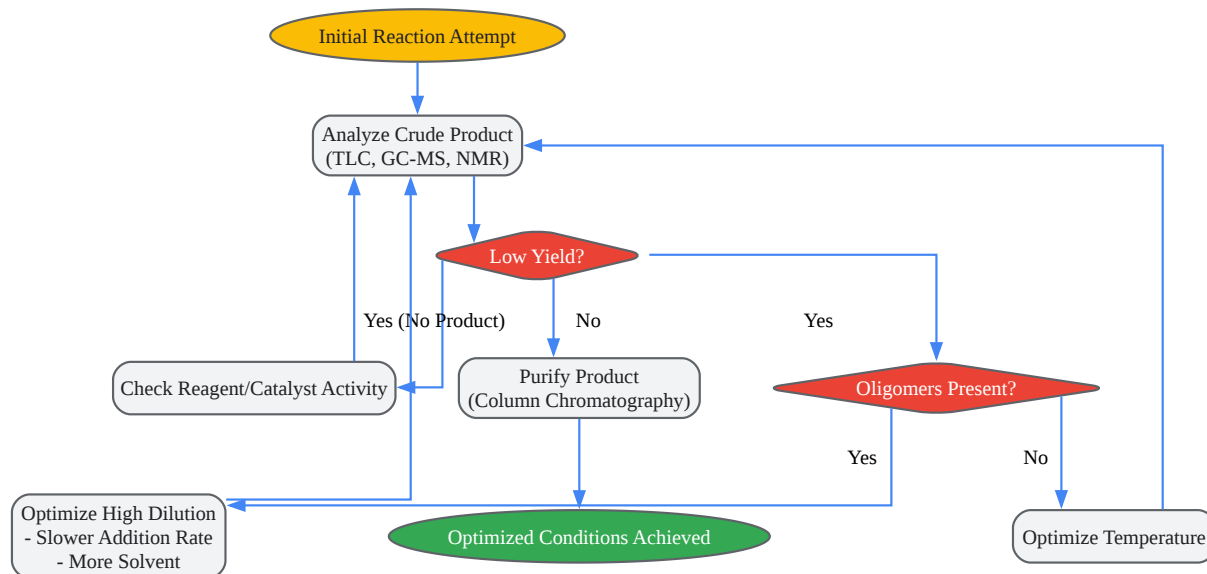 Initial Reaction Attempt
Analyze Crude Product
(TLC, GC-MS, NMR)
Low Yield?
Yes (No Product)
No
Yes
Check Reagent/Catalyst Activity
Purify Product
(Column Chromatography)
Oligomers Present?
Yes
No
Optimize High Dilution
- Slower Addition Rate
- More Solvent
Optimized Conditions Achieved
Optimize Temperature